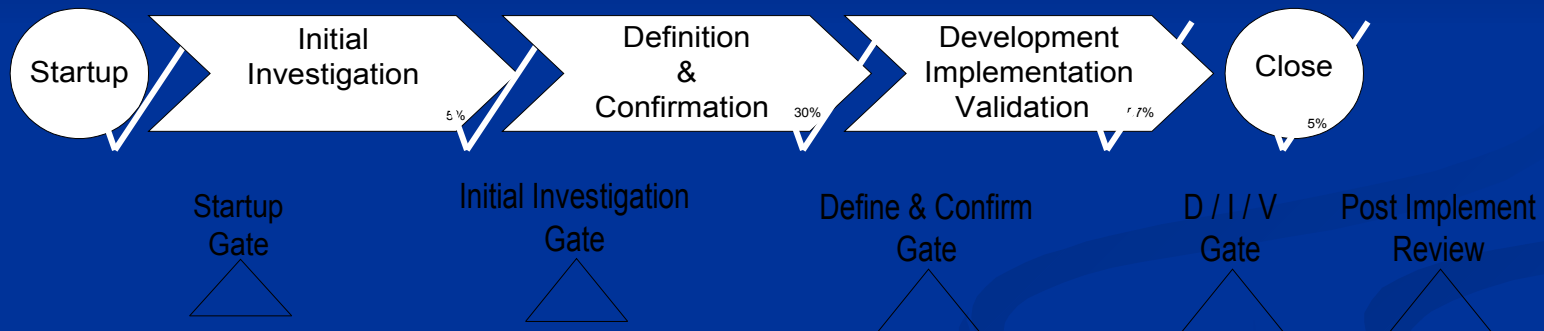 Startup
Initial
Investigation
5%
Definition
&
Confirmation
30%
Development
Implementation
Validation
Close
5%
Startup
Gate
Initial Investigation
Gate
Define & Confirm
Gate
D / I / V
Gate
Post Implement
Review